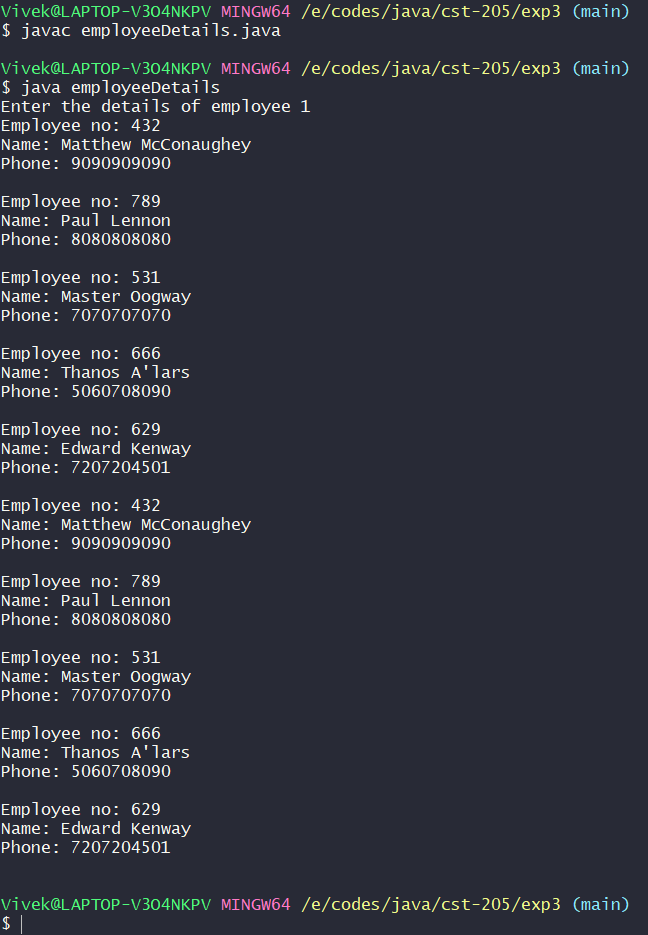 Vivek@LAPTOP-V3O4NKPV MINGW64 /e/codes/java/cst-205/exp3 (main)
$ javac employeeDetails.java
Vivek@LAPTOP-V3O4NKPV MINGW64 /e/codes/java/cst-205/exp3 (main)
$ java employeeDetails
Enter the details of employee 1
Employee no: 432
Name: Matthew McConaughey
Phone: 9090909090
Employee no: 789
Name: Paul Lennon
Phone: 8080808080
Employee no: 531
Name: Master Oogway
Phone: 7070707070
Employee no: 666
Name: Thanos A'lars
Phone: 5060708090
Employee no: 629
Name: Edward Kenway
Phone: 7207204501
Employee no: 432
Name: Matthew McConaughey
Phone: 9090909090
Employee no: 789
Name: Paul Lennon
Phone: 8080808080
Employee no: 531
Name: Master Oogway
Phone: 7070707070
Employee no: 666
Name: Thanos A'lars
Phone: 5060708090
Employee no: 629
Name: Edward Kenway
Phone: 7207204501
Vivek@LAPTOP-V3O4NKPV MINGW64 /e/codes/java/cst-205/exp3 (main)
$